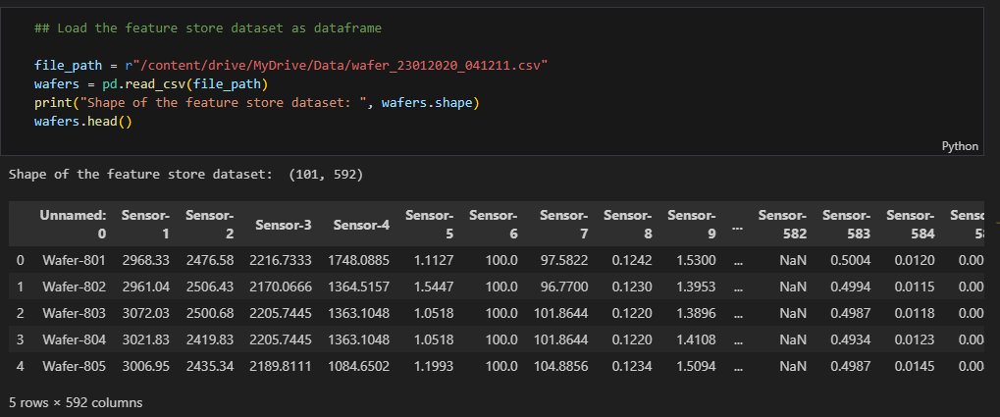 ## Load the feature store dataset as dataframe
file_path = r"/content/drive/MyDrive/Data/wafer_23012020_041211.csv"
wafers = pd.read_csv(file_path)
print("Shape of the feature store dataset: ", wafers.shape)
wafers.head()
Python
Shape of the feature store dataset:  (101, 592)
Unnamed: 0 Sensor-1 Sensor-2 Sensor-3 Sensor-4 Sensor-5 Sensor-6 Sensor-7 Sensor-8 Sensor-9 ... Sensor-582 Sensor-583 Sensor-584
0 Wafer-801 2968.33 2476.58 2216.7333 1748.0885 1.1127 100.0 97.5822 0.1242 1.5300 ... NaN 0.5004 0.0120 0.00
1 Wafer-802 2961.04 2506.43 2170.0666 1364.5157 1.5447 100.0 96.7700 0.1230 1.3953 ... NaN 0.4994 0.0115 0.00
2 Wafer-803 3072.03 2500.68 2205.7445 1363.1048 1.0518 100.0 101.8644 0.1220 1.3896 ... NaN 0.4987 0.0118 0.00
3 Wafer-804 3021.83 2419.83 2205.7445 1363.1048 1.0518 100.0 101.8644 0.1220 1.4108 ... NaN 0.4934 0.0123 0.00
4 Wafer-805 3006.95 2435.34 2189.8111 1084.6502 1.1993 100.0 104.8856 0.1234 1.5094 ... NaN 0.4987 0.0145 0.00
5 rows × 592 columns